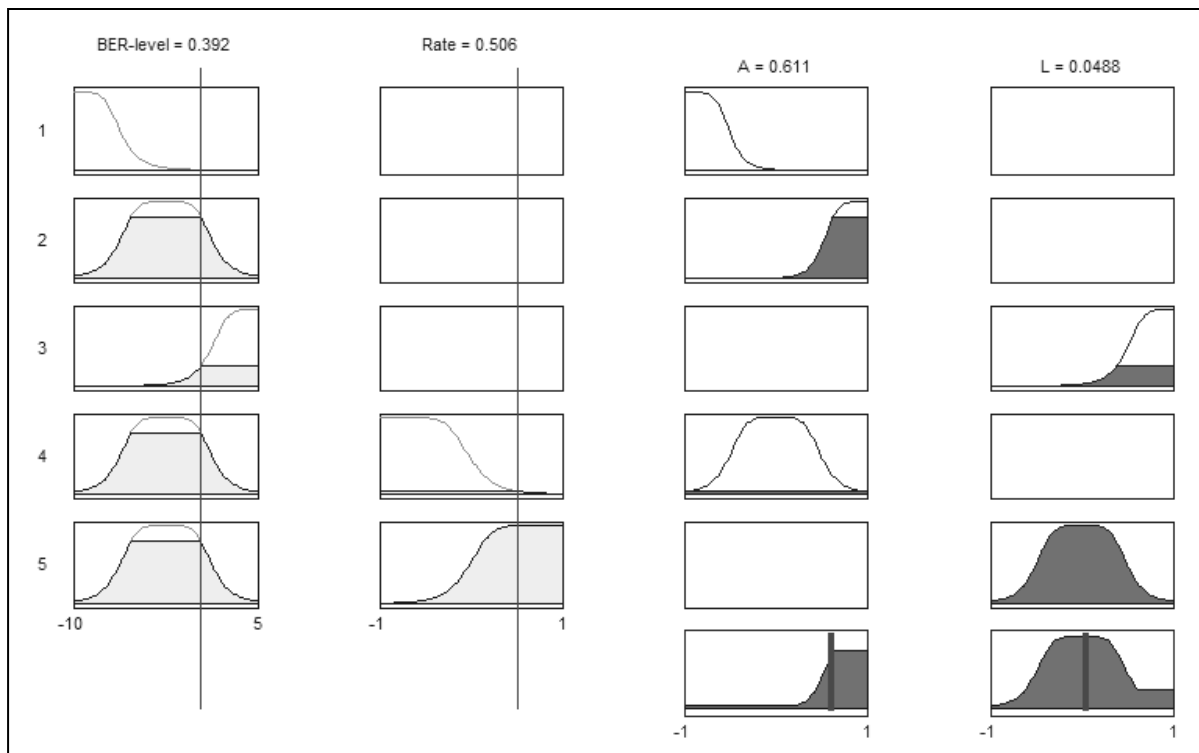 BER-level = 0.392 Rate = 0.506
A = 0.611 L = 0.0488
1
2
3
4
5
-10 5 -1 1
-1 1 -1 1